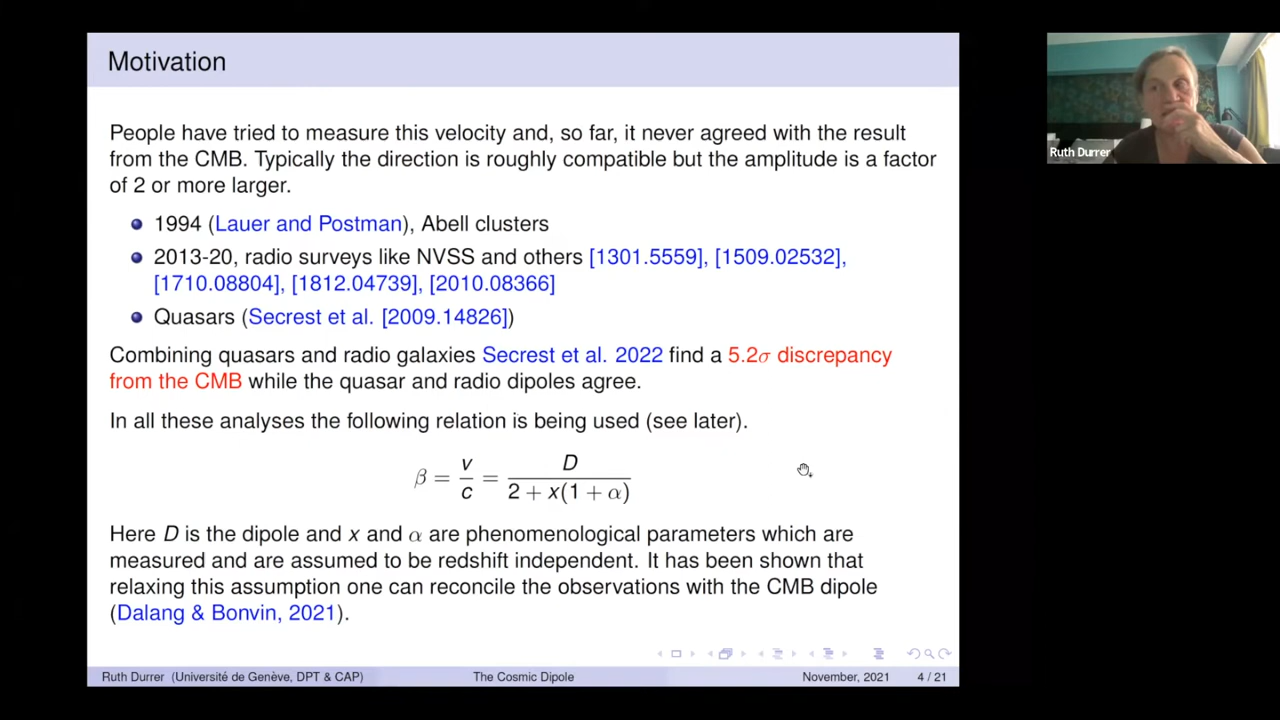 Motivation
People have tried to measure this velocity and, so far, it never agreed with the result
from the CMB. Typically the direction is roughly compatible but the amplitude is a factor
of 2 or more larger.
1994 (Lauer and Postman), Abell clusters
2013-20, radio surveys like NVSS and others [1301.5559], [1509.02532],
[1710.08804], [1812.04739], [2010.08366]
Quasars (Secrest et al. [2009.14826])
Combining quasars and radio galaxies Secrest et al. 2022 find a 5.2σ discrepancy
from the CMB while the quasar and radio dipoles agree.
In all these analyses the following relation is being used (see later).
β = v/c = D/(2 + x(1 + α))
Here D is the dipole and x and α are phenomenological parameters which are
measured and are assumed to be redshift independent. It has been shown that
relaxing this assumption one can reconcile the observations with the CMB dipole
(Dalang & Bonvin, 2021).
Ruth Durrer (Université de Genève, DPT & CAP) The Cosmic Dipole November, 2021 4 / 21
Ruth Durrer